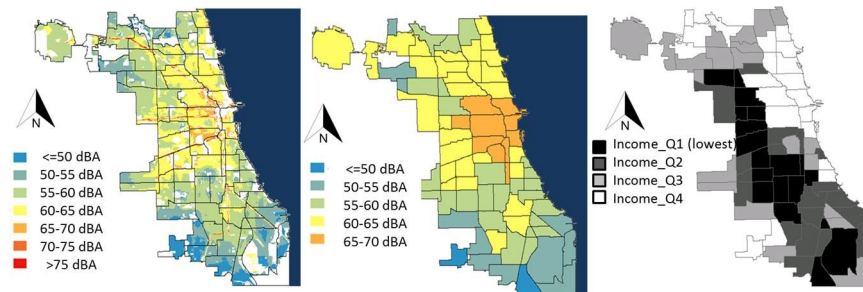 N
<=50 dBA
50-55 dBA
55-60 dBA
60-65 dBA
65-70 dBA
70-75 dBA
>75 dBA
N
<=50 dBA
50-55 dBA
55-60 dBA
60-65 dBA
65-70 dBA
N
Income_Q1 (lowest)
Income_Q2
Income_Q3
Income_Q4